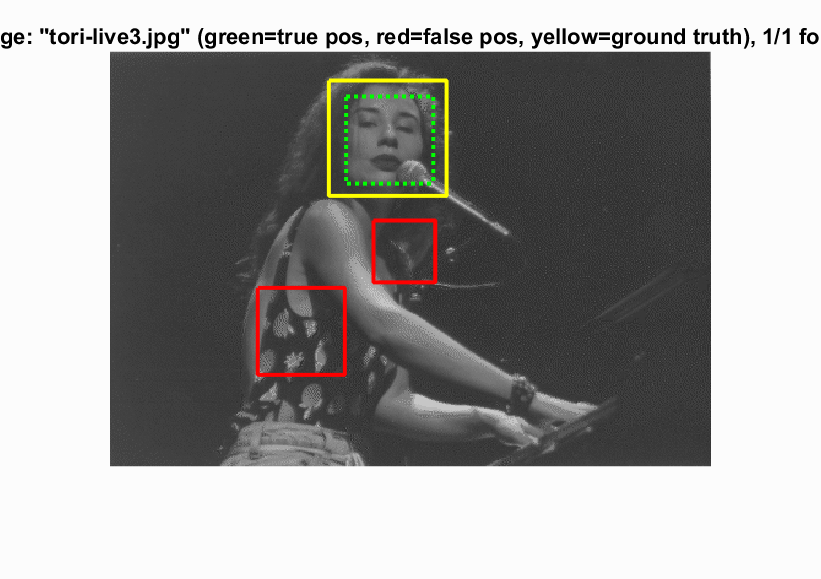 ge: "tori-live3.jpg" (green=true pos, red=false pos, yellow=ground truth), 1/1 fo